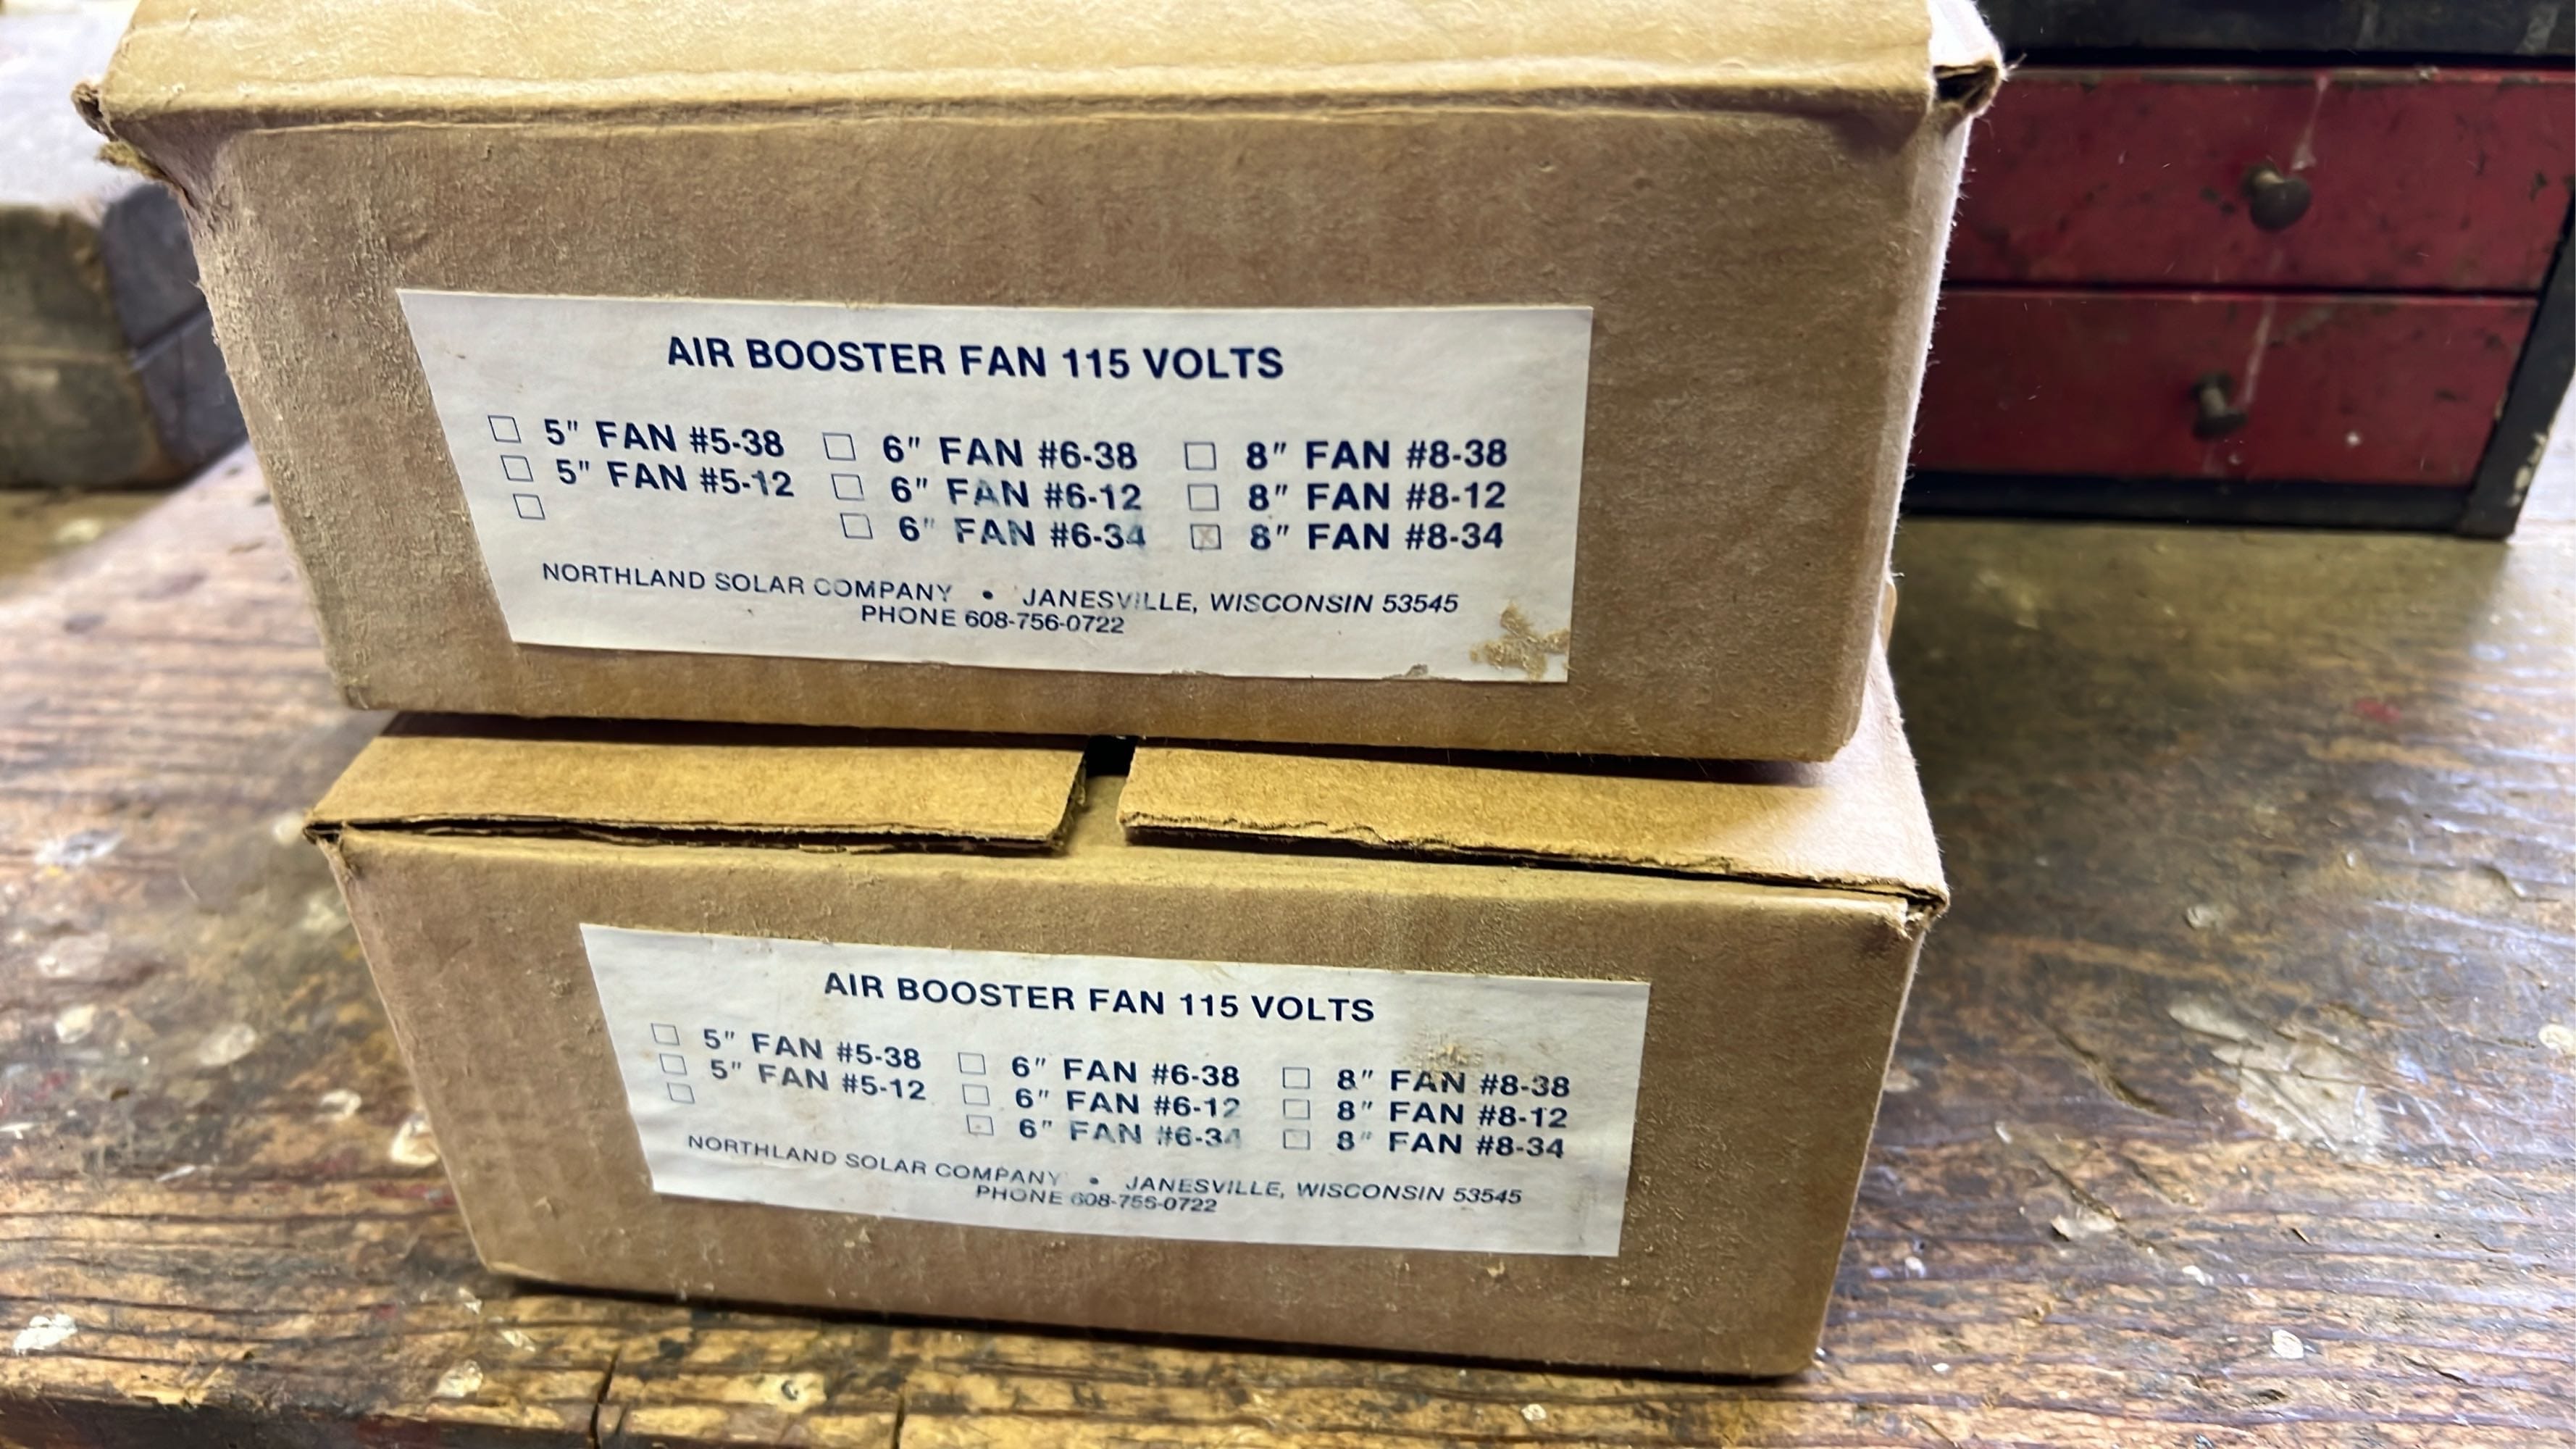 AIR BOOSTER FAN 115 VOLTS
☐ 5" FAN #5-38 ☐ 6" FAN #6-38 ☐ 8" FAN #8-38
☐ 5" FAN #5-12 ☐ 6" FAN #6-12 ☐ 8" FAN #8-12
☐ ☐ 6" FAN #6-34 ☒ 8" FAN #8-34
NORTHLAND SOLAR COMPANY • JANESVILLE, WISCONSIN 53545
PHONE 608-756-0722
AIR BOOSTER FAN 115 VOLTS
☐ 5" FAN #5-38 ☐ 6" FAN #6-38 ☐ 8" FAN #8-38
☐ 5" FAN #5-12 ☐ 6" FAN #6-12 ☐ 8" FAN #8-12
☐ ☐ 6" FAN #6-34 ☐ 8" FAN #8-34
NORTHLAND SOLAR COMPANY • JANESVILLE, WISCONSIN 53545
PHONE 608-756-0722